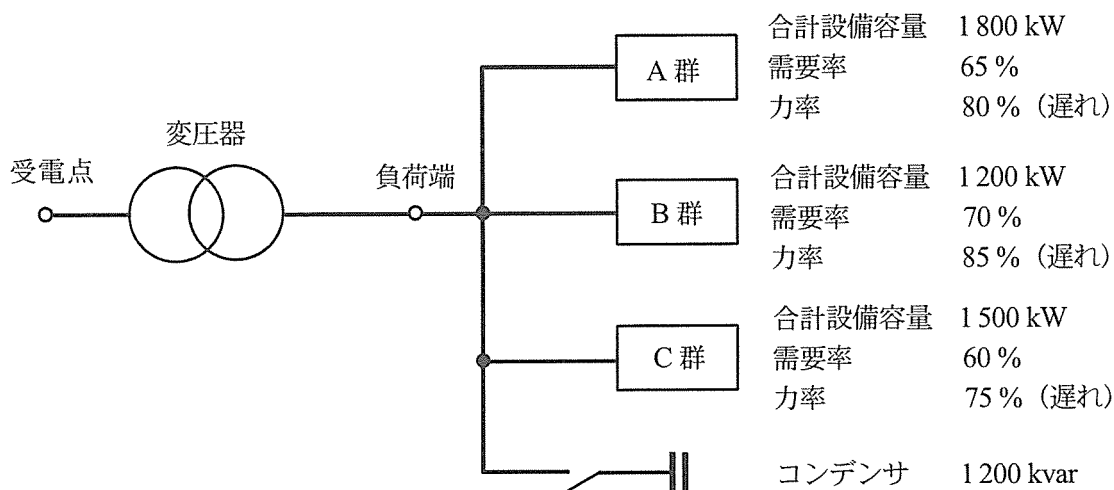 合計設備容量 1 800 kW
A 群 需要率 65 %
力率 80 %（遅れ）
変圧器
受電点 負荷端
合計設備容量 1 200 kW
B 群 需要率 70 %
力率 85 %（遅れ）
合計設備容量 1 500 kW
C 群 需要率 60 %
力率 75 %（遅れ）
コンデンサ 1 200 kvar